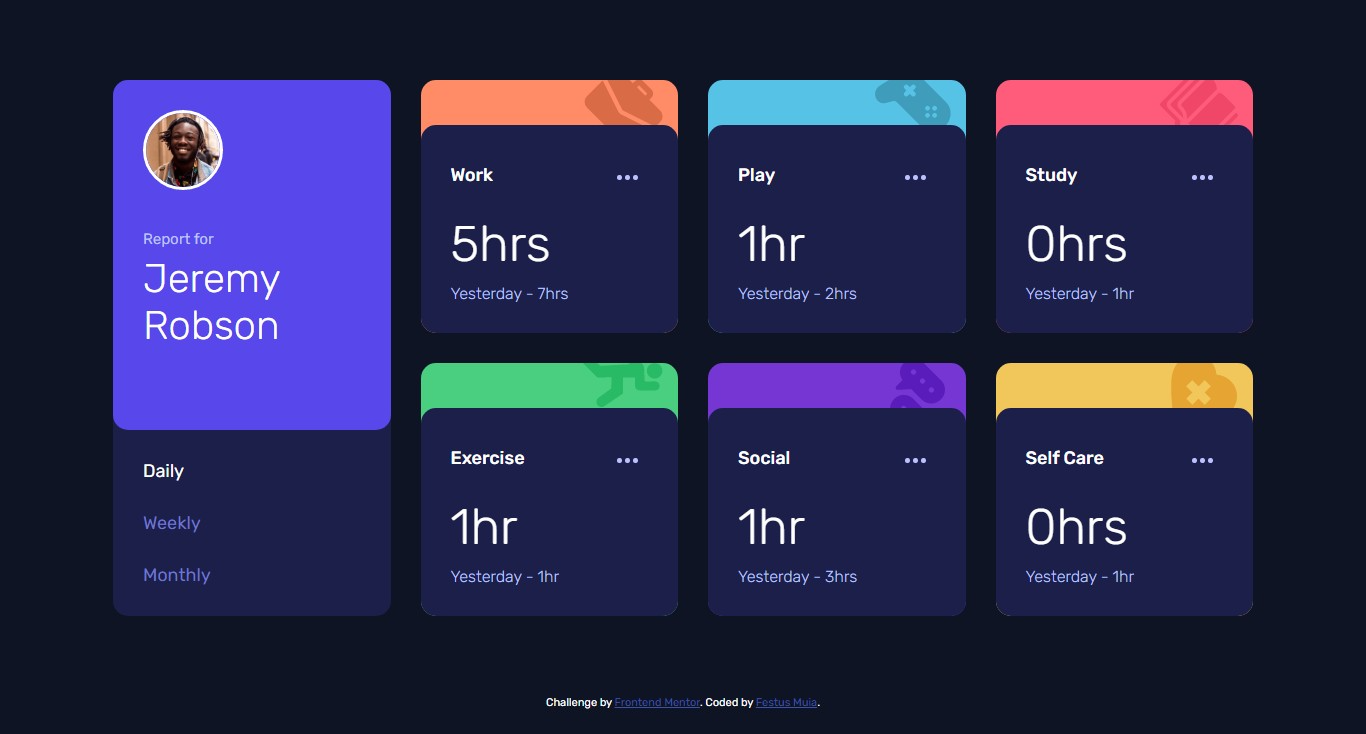 Report for
Jeremy
Robson
Daily
Weekly
Monthly
Work
5hrs
Yesterday - 7hrs
Play
1hr
Yesterday - 2hrs
Study
0hrs
Yesterday - 1hr
Exercise
1hr
Yesterday - 1hr
Social
1hr
Yesterday - 3hrs
Self Care
0hrs
Yesterday - 1hr
Challenge by Frontend Mentor. Coded by Festus Muia.